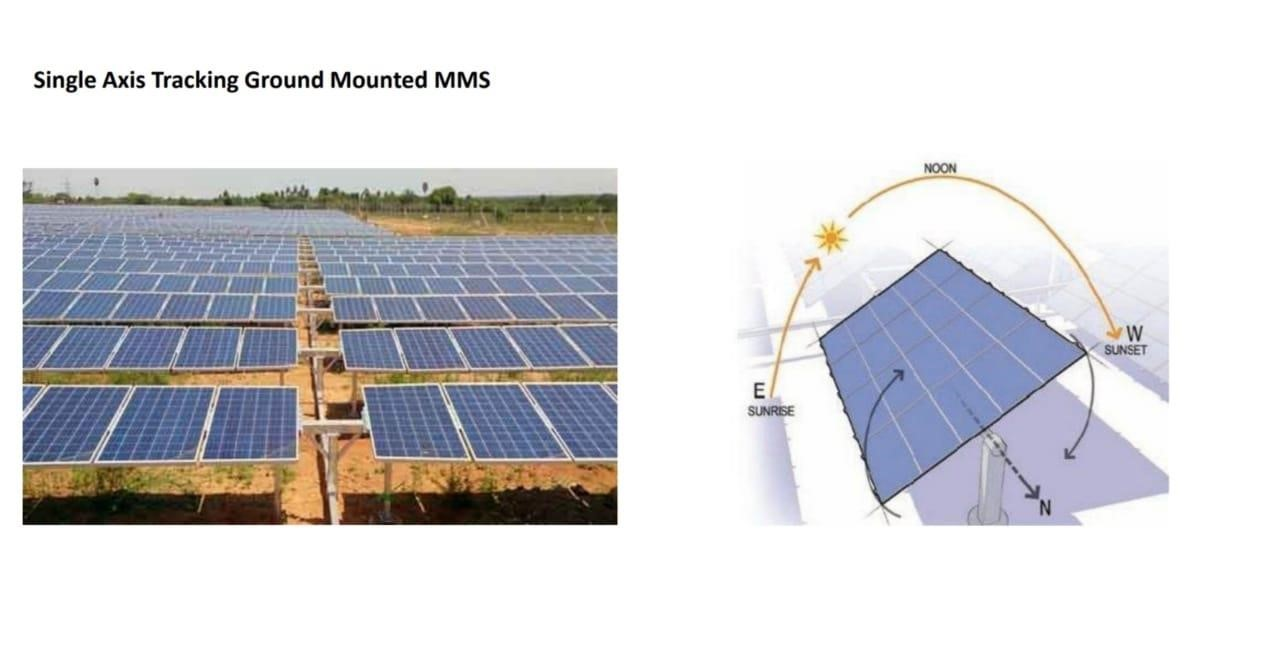 Single Axis Tracking Ground Mounted MMS
NOON
W
SUNSET
E
SUNRISE
N